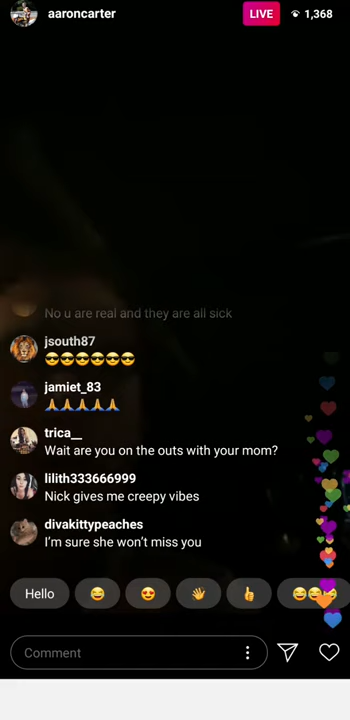 aaroncarter
LIVE
1,368
No u are real and they are all sick
jsouth87
😎😎😎😎😎😎
jamiet_83
🙏🙏🙏🙏🙏
trica__
Wait are you on the outs with your mom?
lilith333666999
Nick gives me creepy vibes
divakittypeaches
I'm sure she won't miss you
Hello
Comment